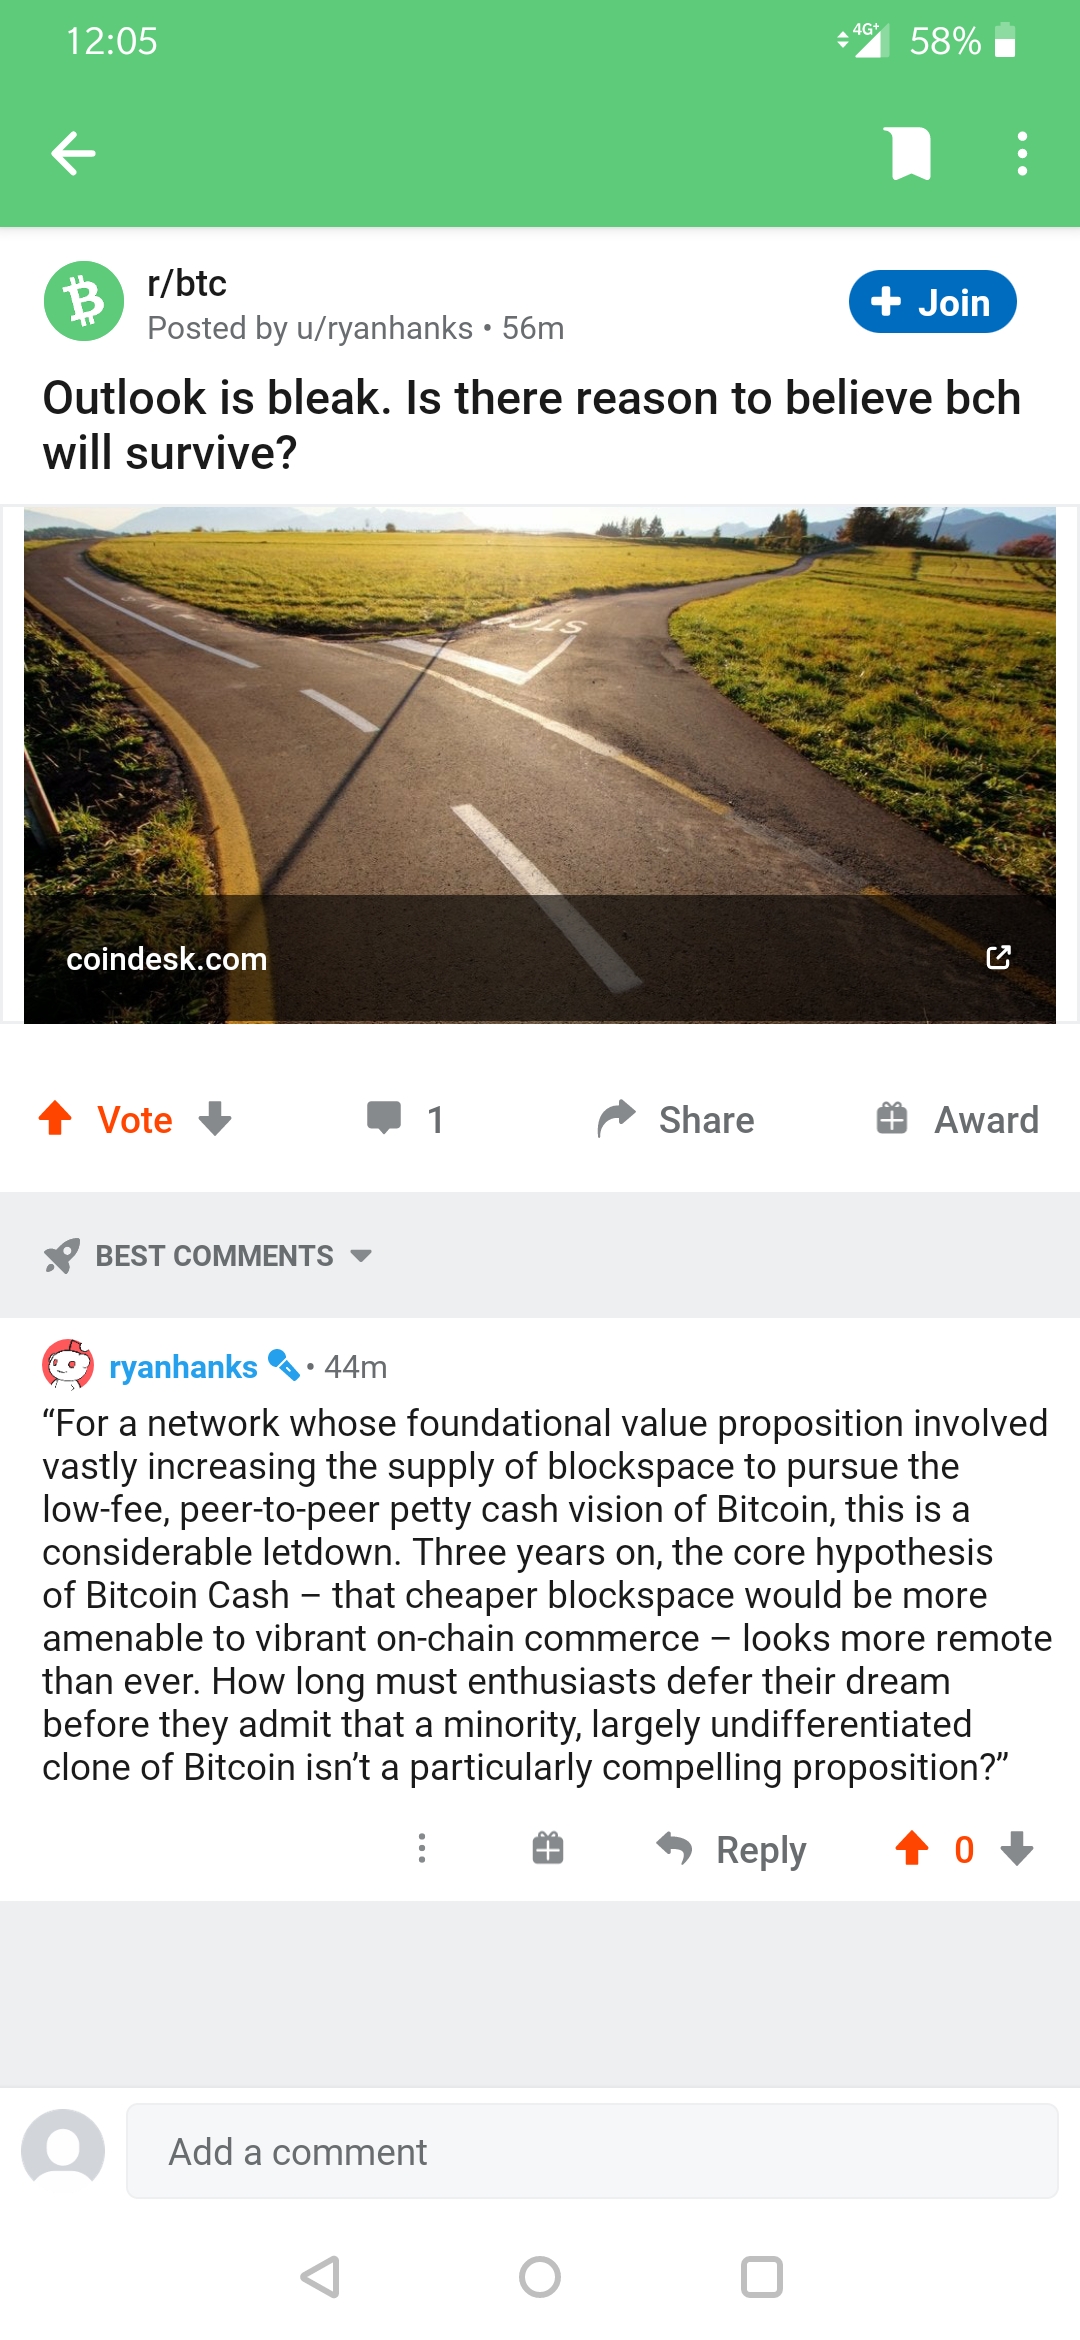 12:05
4G+ 58%
r/btc
Posted by u/ryanhanks • 56m
+ Join
Outlook is bleak. Is there reason to believe bch
will survive?
STOP
coindesk.com
Vote
1
Share
Award
BEST COMMENTS
ryanhanks • 44m
“For a network whose foundational value proposition involved
vastly increasing the supply of blockspace to pursue the
low-fee, peer-to-peer petty cash vision of Bitcoin, this is a
considerable letdown. Three years on, the core hypothesis
of Bitcoin Cash – that cheaper blockspace would be more
amenable to vibrant on-chain commerce – looks more remote
than ever. How long must enthusiasts defer their dream
before they admit that a minority, largely undifferentiated
clone of Bitcoin isn’t a particularly compelling proposition?”
Reply
0
Add a comment